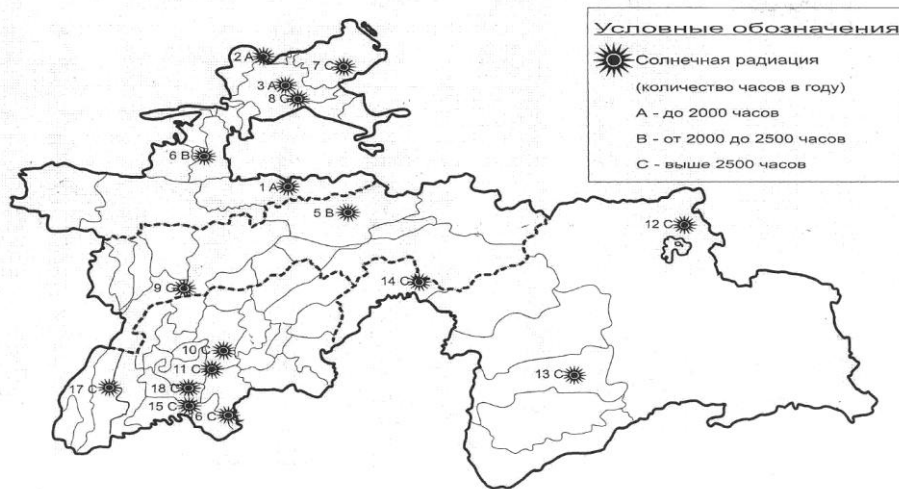 Условные обозначения
Солнечная радиация
(количество часов в году)
А - до 2000 часов
В - от 2000 до 2500 часов
С - выше 2500 часов
2 А
7 С
3 А
8 С
6 В
1 А
5 В
12 С
9 С
14 С
10 С
11 С
13 С
17 С
18 С
15 С
6 С